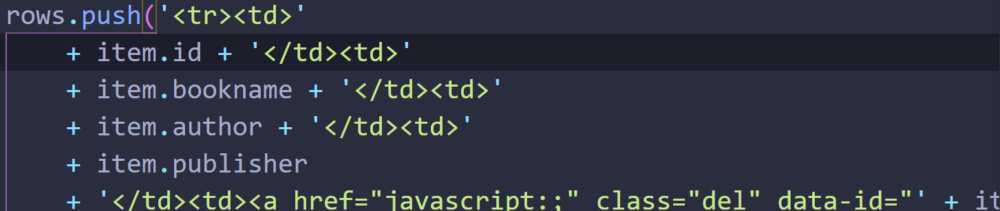 rows.push('<tr><td>'
+ item.id + '</td><td>'
+ item.bookname + '</td><td>'
+ item.author + '</td><td>'
+ item.publisher
+ '</td><td><a href="javascript:;" class="del" data-id="' + it